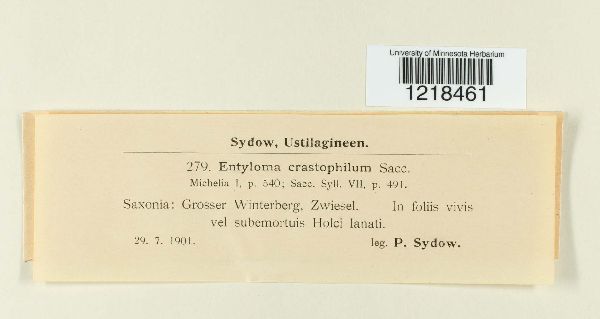 University of Minnesota Herbarium
1218461
Sydow, Ustilagineen.
279. Entyloma crastophilum Sacc.
Michelia I, p. 540; Sacc. Syll. VII, p. 491.
Saxonia: Grosser Winterberg, Zwiesel. In foliis vivis
vel subemortuis Holci lanati.
29. 7. 1901. leg. P. Sydow.